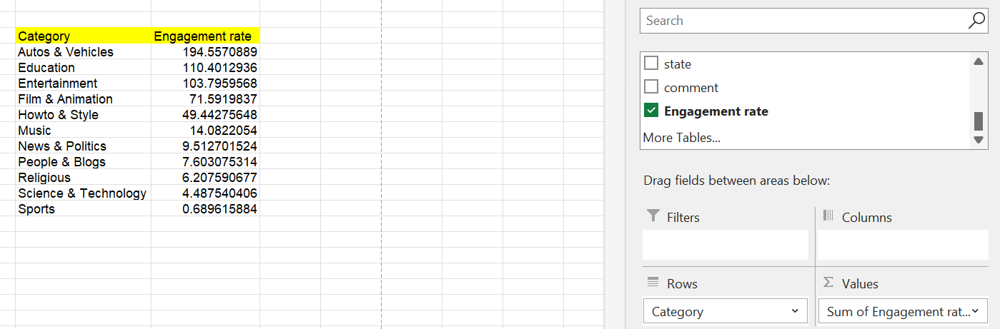 Category Engagement rate
Autos & Vehicles 194.5570889
Education 110.4012936
Entertainment 103.7959568
Film & Animation 71.5919837
Howto & Style 49.44275648
Music 14.0822054
News & Politics 9.512701524
People & Blogs 7.603075314
Religious 6.207590677
Science & Technology 4.487540406
Sports 0.689615884
Search
state
comment
Engagement rate
More Tables...
Drag fields between areas below:
Filters
Columns
Rows
Σ Values
Category
Sum of Engagement rat...